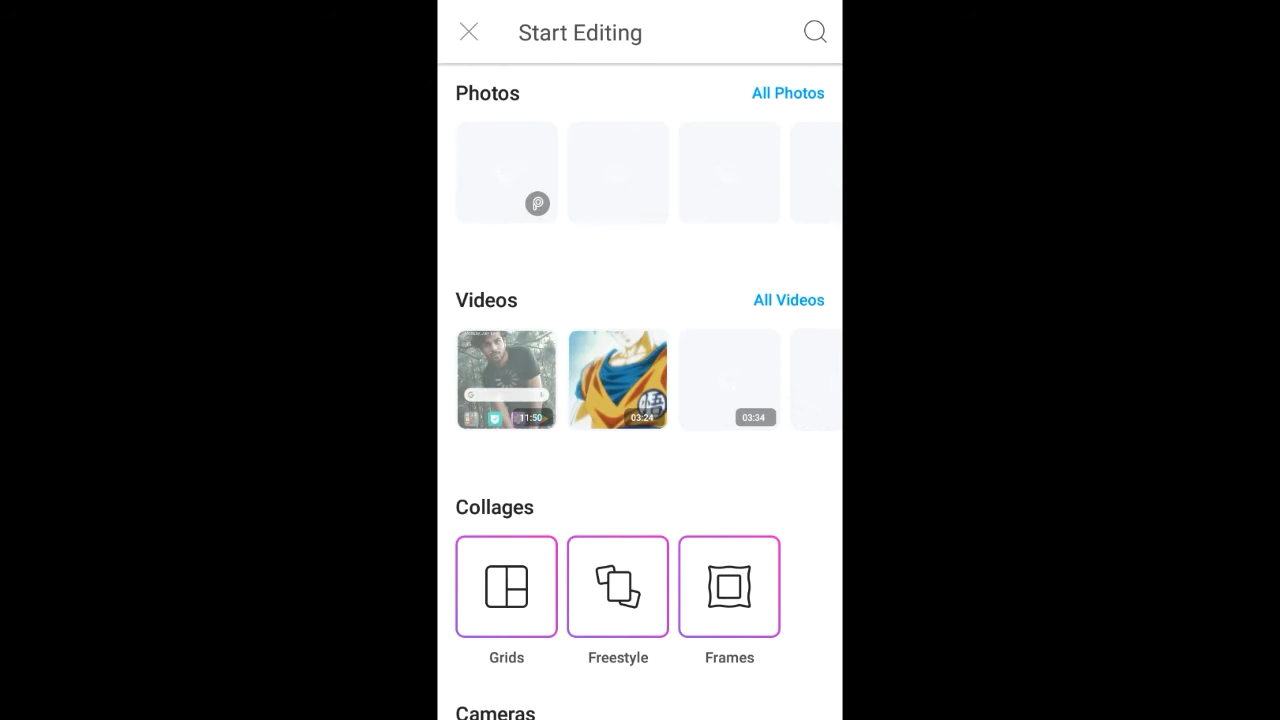 Start Editing
Photos
All Photos
Videos
All Videos
11:50
03:24
悟
03:34
Collages
Grids
Freestyle
Frames
Cameras